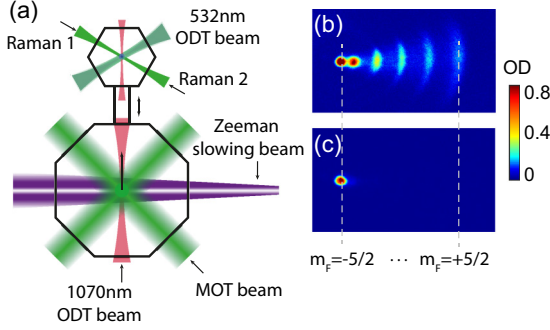 (a)
Raman 1
532nm
ODT beam
Raman 2
Zeeman
slowing beam
1070nm
ODT beam
MOT beam
(b)
(c)
OD
0.8
0.4
0
m_F=-5/2 ··· m_F=+5/2